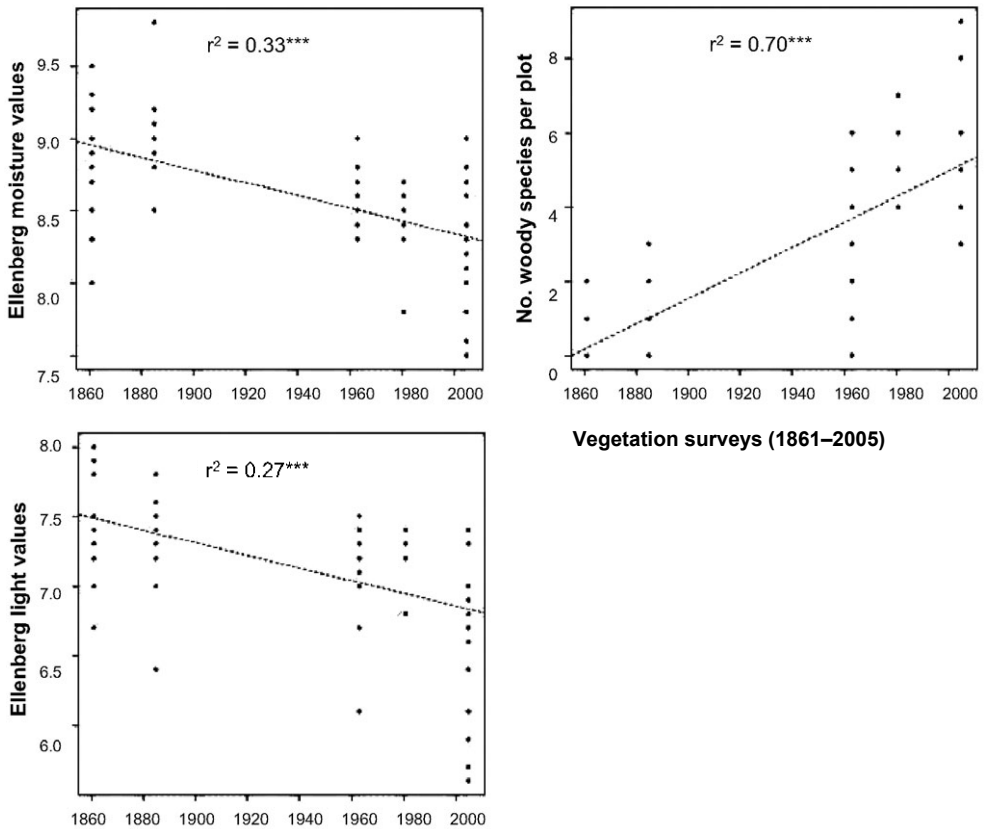 Ellenberg moisture values
9.5
9.0
8.5
8.0
7.5
r² = 0.33***
1860 1880 1900 1920 1940 1960 1980 2000
No. woody species per plot
8
6
4
2
0
r² = 0.70***
1860 1880 1900 1920 1940 1960 1980 2000
Vegetation surveys (1861–2005)
Ellenberg light values
8.0
7.5
7.0
6.5
6.0
r² = 0.27***
1860 1880 1900 1920 1940 1960 1980 2000